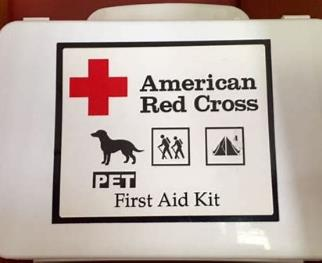 American
Red Cross
PET
First Aid Kit